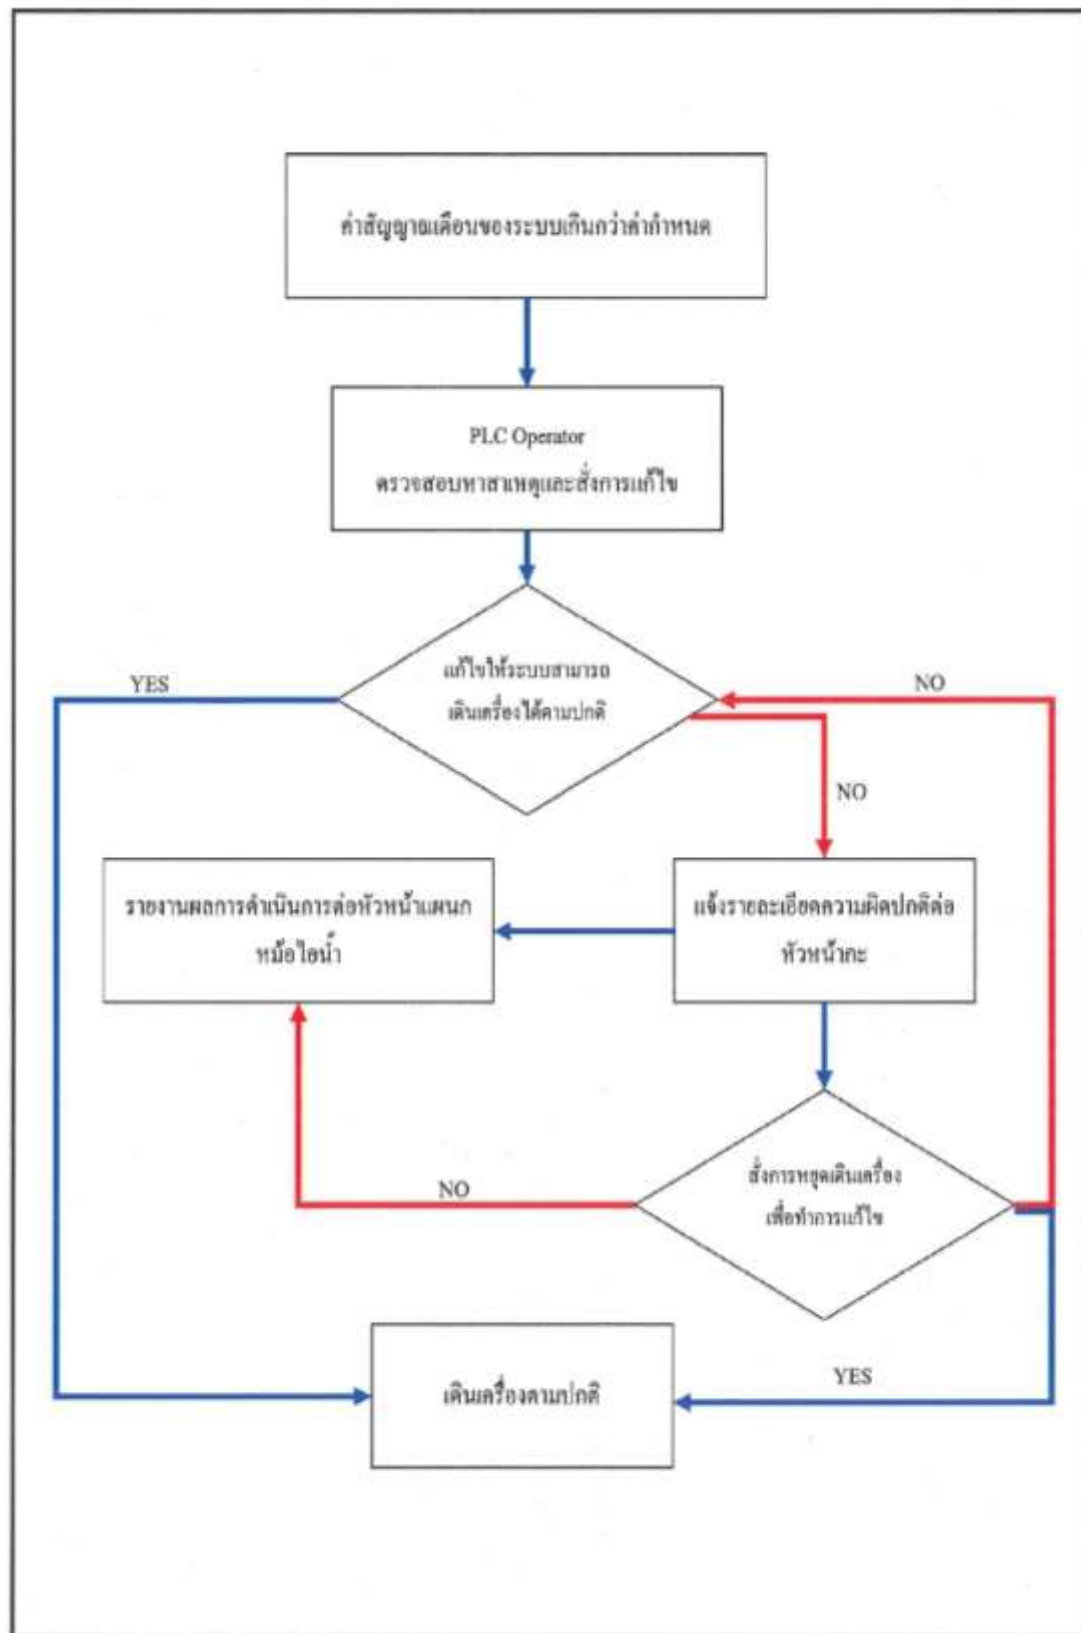 ค่าสัญญาณเตือนของระบบเกินกว่าค่ากำหนด
PLC Operator
ตรวจสอบหาสาเหตุและสั่งการแก้ไข
แก้ไขให้ระบบสามารถ
เดินเครื่องได้ตามปกติ
YES
NO
NO
รายงานผลการดำเนินการต่อหัวหน้าแผนก
หม้อไอน้ำ
แจ้งรายละเอียดความผิดปกติต่อ
หัวหน้ากะ
สั่งการหยุดเดินเครื่อง
เพื่อทำการแก้ไข
NO
YES
เดินเครื่องตามปกติ